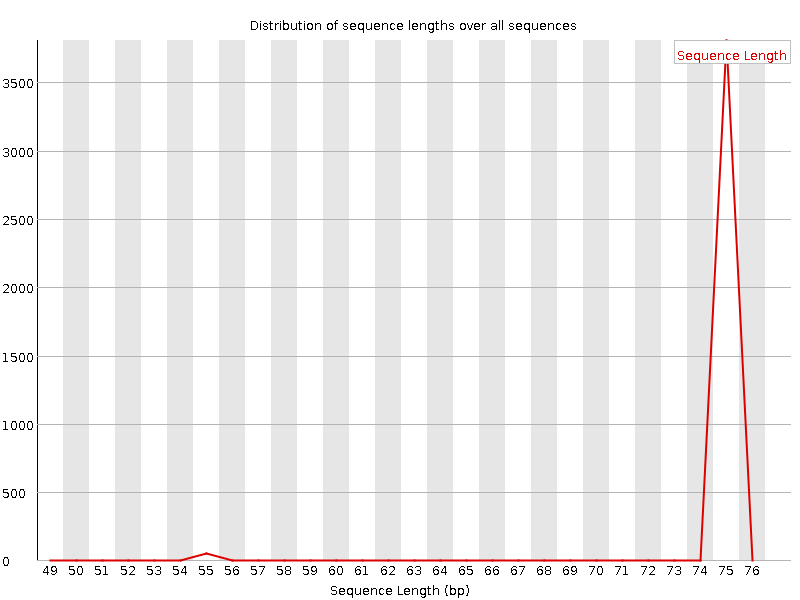 Distribution of sequence lengths over all sequences
Sequence Length
3500
3000
2500
2000
1500
1000
500
0
49 50 51 52 53 54 55 56 57 58 59 60 61 62 63 64 65 66 67 68 69 70 71 72 73 74 75 76
Sequence Length (bp)